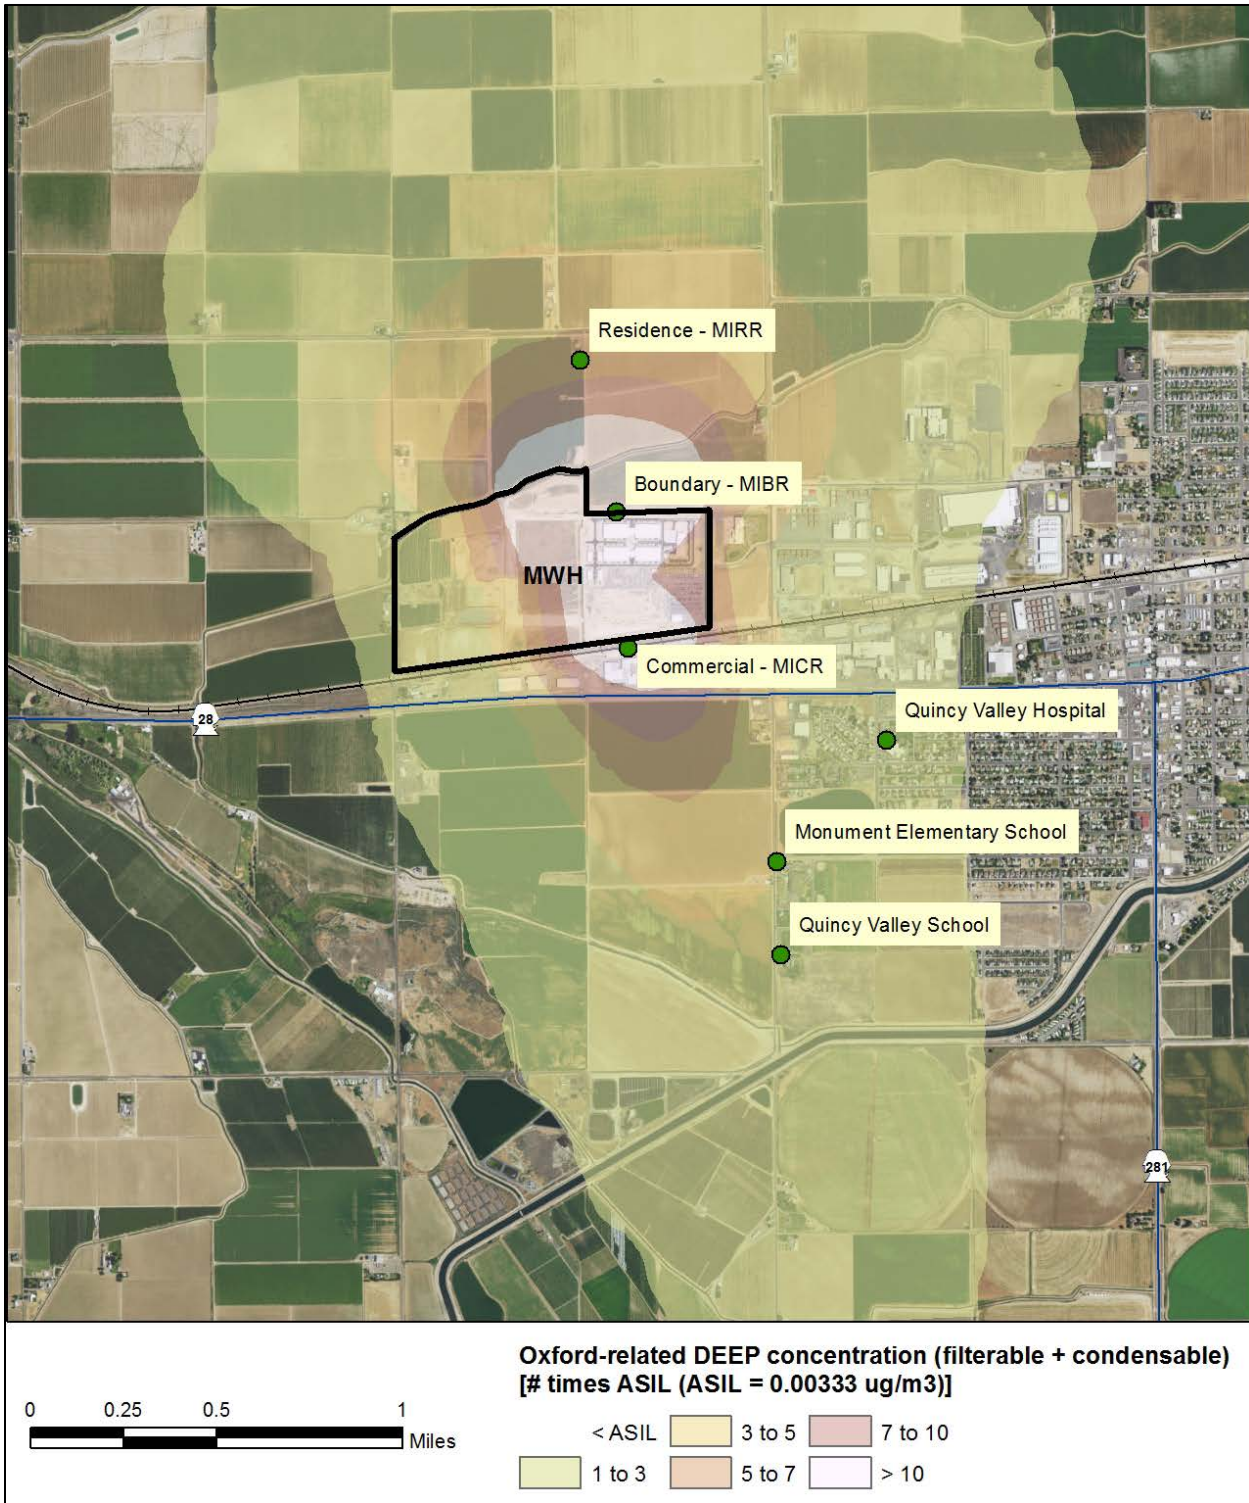 Residence - MIRR
Boundary - MIBR
MWH
Commercial - MICR
28
Quincy Valley Hospital
Monument Elementary School
Quincy Valley School
281
Oxford-related DEEP concentration (filterable + condensable)
[# times ASIL (ASIL = 0.00333 ug/m3)]
0 0.25 0.5 1
Miles
< ASIL 3 to 5 7 to 10
1 to 3 5 to 7 > 10